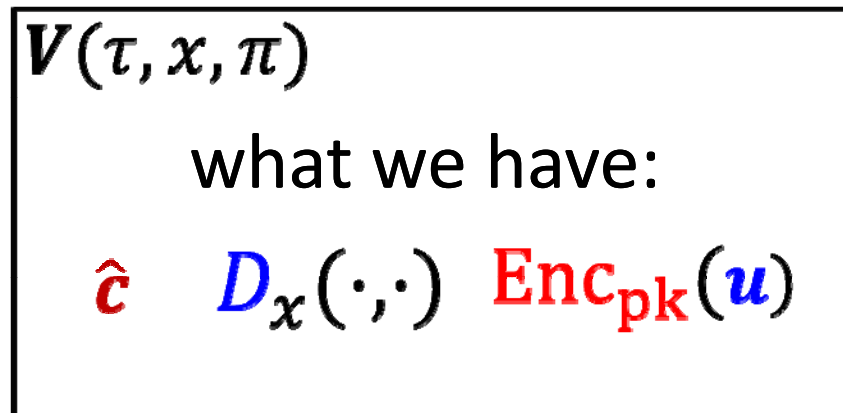 V(τ, x, π)
what we have:
ĉ D_x(·,·) Enc_pk(u)